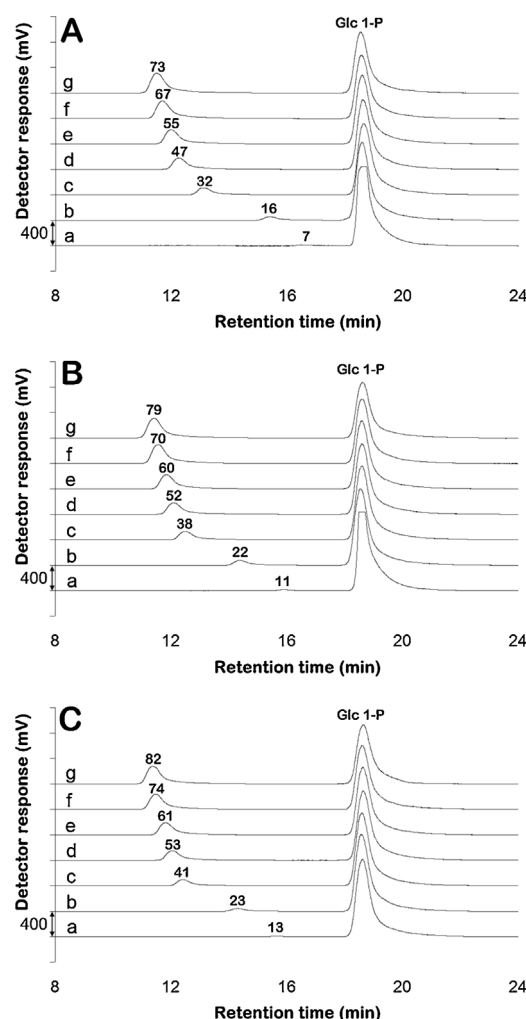 A
Glc 1-P
Detector response (mV)
g
73
f
67
e
55
d
47
c
32
b
16
400
a
7
8
12
16
20
24
Retention time (min)
B
Glc 1-P
Detector response (mV)
g
79
f
70
e
60
d
52
c
38
b
22
400
a
11
8
12
16
20
24
Retention time (min)
C
Glc 1-P
Detector response (mV)
g
82
f
74
e
61
d
53
c
41
b
23
400
a
13
8
12
16
20
24
Retention time (min)